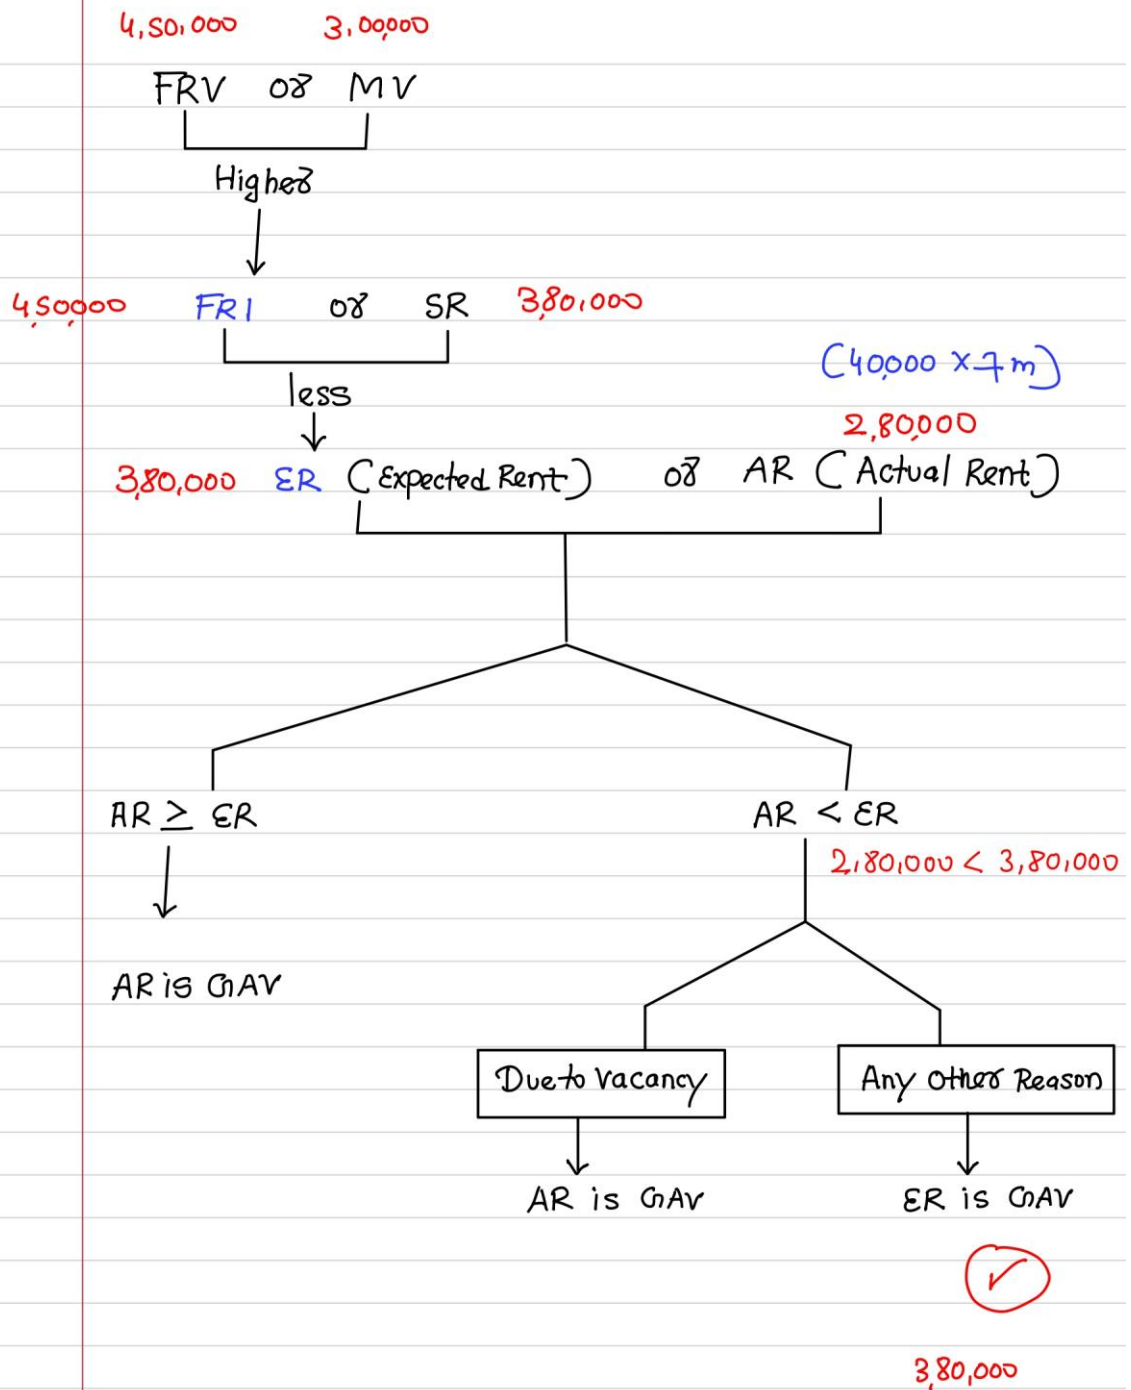 4,50,000 3,00,000
FRV or MV
Higher
4,50,000 FR1 or SR 3,80,000
(40,000 x 7m)
less
2,80,000
3,80,000 ER (Expected Rent) or AR (Actual Rent)
AR ≥ ER AR < ER
2,80,000 < 3,80,000
AR is GAV
Due to Vacancy Any Other Reason
AR is GAV ER is GAV
✓
3,80,000